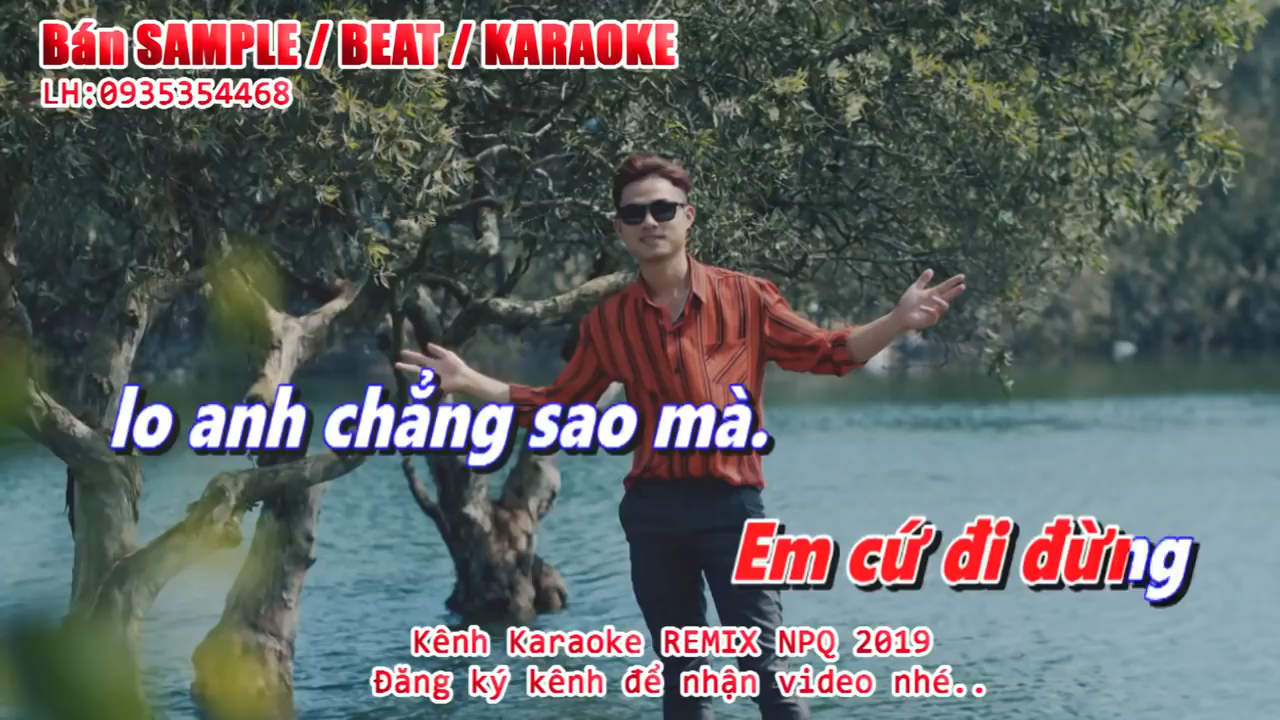 Bán SAMPLE / BEAT / KARAOKE
LH:0935354468
lo anh chẳng sao mà.
Em cứ đi đừng
Kênh Karaoke REMIX NPQ 2019
Đăng ký kênh để nhận video nhé..